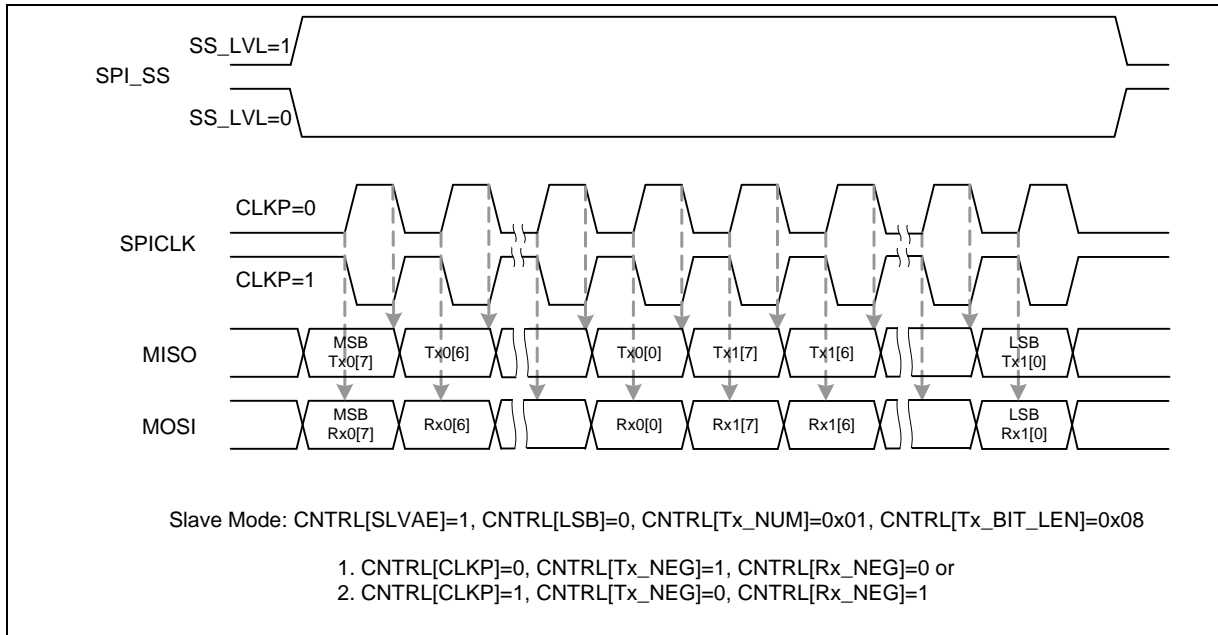 SS_LVL=1
SPI_SS
SS_LVL=0
CLKP=0
SPICLK
CLKP=1
MISO
MSB
Tx0[7]
Tx0[6]
Tx0[0]
Tx1[7]
Tx1[6]
LSB
Tx1[0]
MOSI
MSB
Rx0[7]
Rx0[6]
Rx0[0]
Rx1[7]
Rx1[6]
LSB
Rx1[0]
Slave Mode: CNTRL[SLVAE]=1, CNTRL[LSB]=0, CNTRL[Tx_NUM]=0x01, CNTRL[Tx_BIT_LEN]=0x08
1. CNTRL[CLKP]=0, CNTRL[Tx_NEG]=1, CNTRL[Rx_NEG]=0 or
2. CNTRL[CLKP]=1, CNTRL[Tx_NEG]=0, CNTRL[Rx_NEG]=1